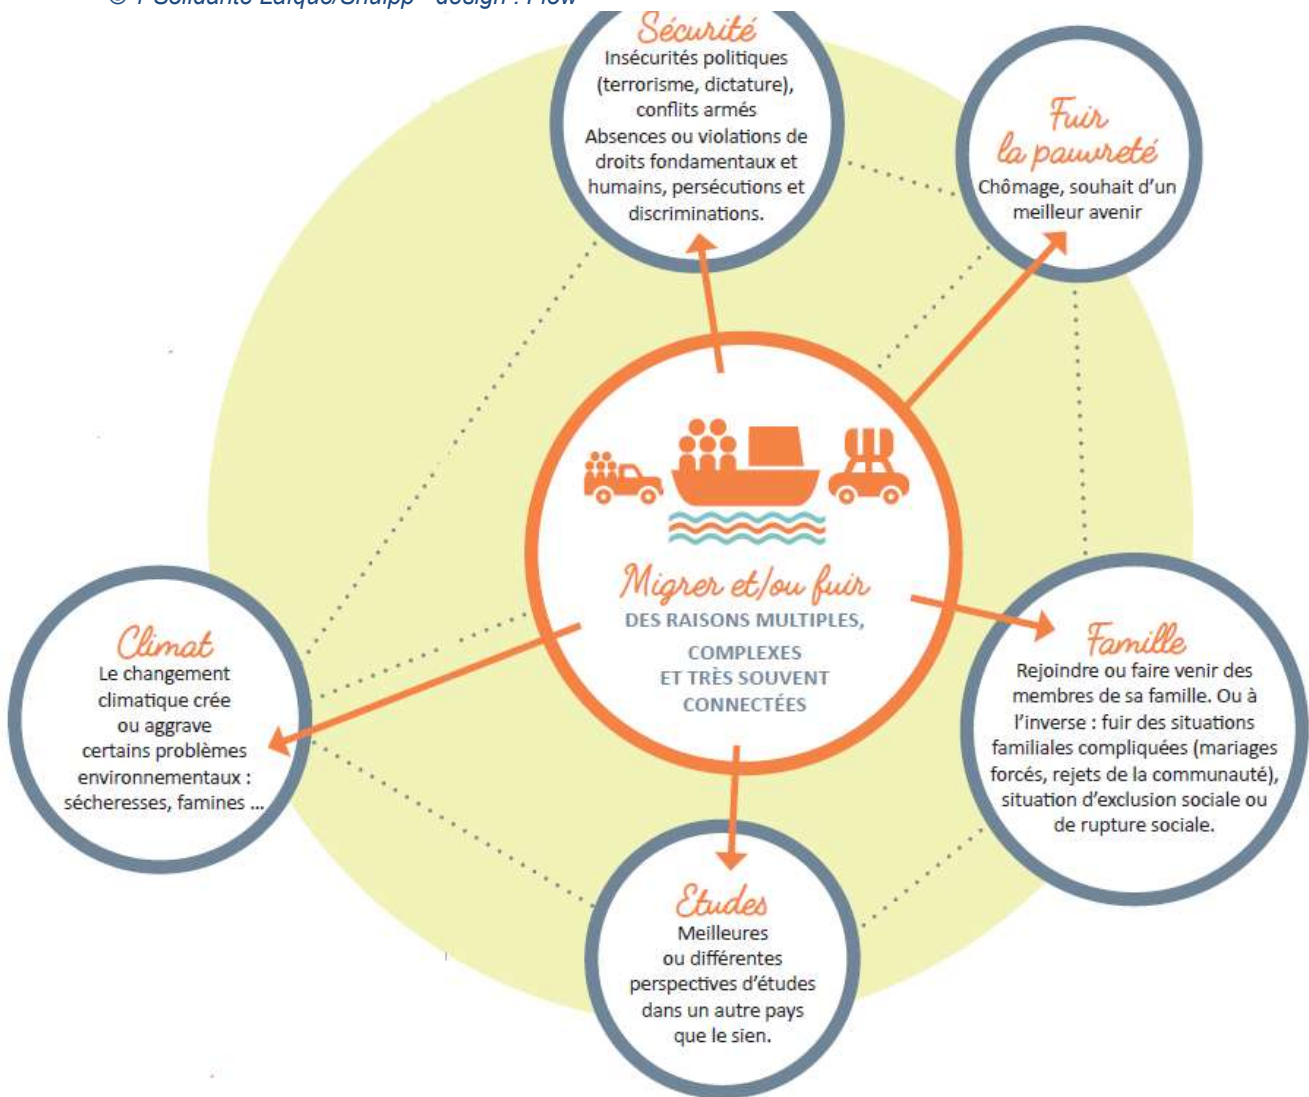 Sécurité
Insécurités politiques
(terrorisme, dictature),
conflits armés
Absences ou violations de
droits fondamentaux et
humains, persécutions et
discriminations.
Fuir
la pauvreté
Chômage, souhait d'un
meilleur avenir
Migrer et/ou fuir
DES RAISONS MULTIPLES,
COMPLEXES
ET TRÈS SOUVENT
CONNECTÉES
Climat
Le changement
climatique crée
ou aggrave
certains problèmes
environnementaux :
sécheresses, famines ...
Famille
Rejoindre ou faire venir des
membres de sa famille. Ou à
l'inverse : fuir des situations
familiales compliquées (mariages
forcés, rejets de la communauté),
situation d'exclusion sociale ou
de rupture sociale.
Etudes
Meilleures
ou différentes
perspectives d'études
dans un autre pays
que le sien.